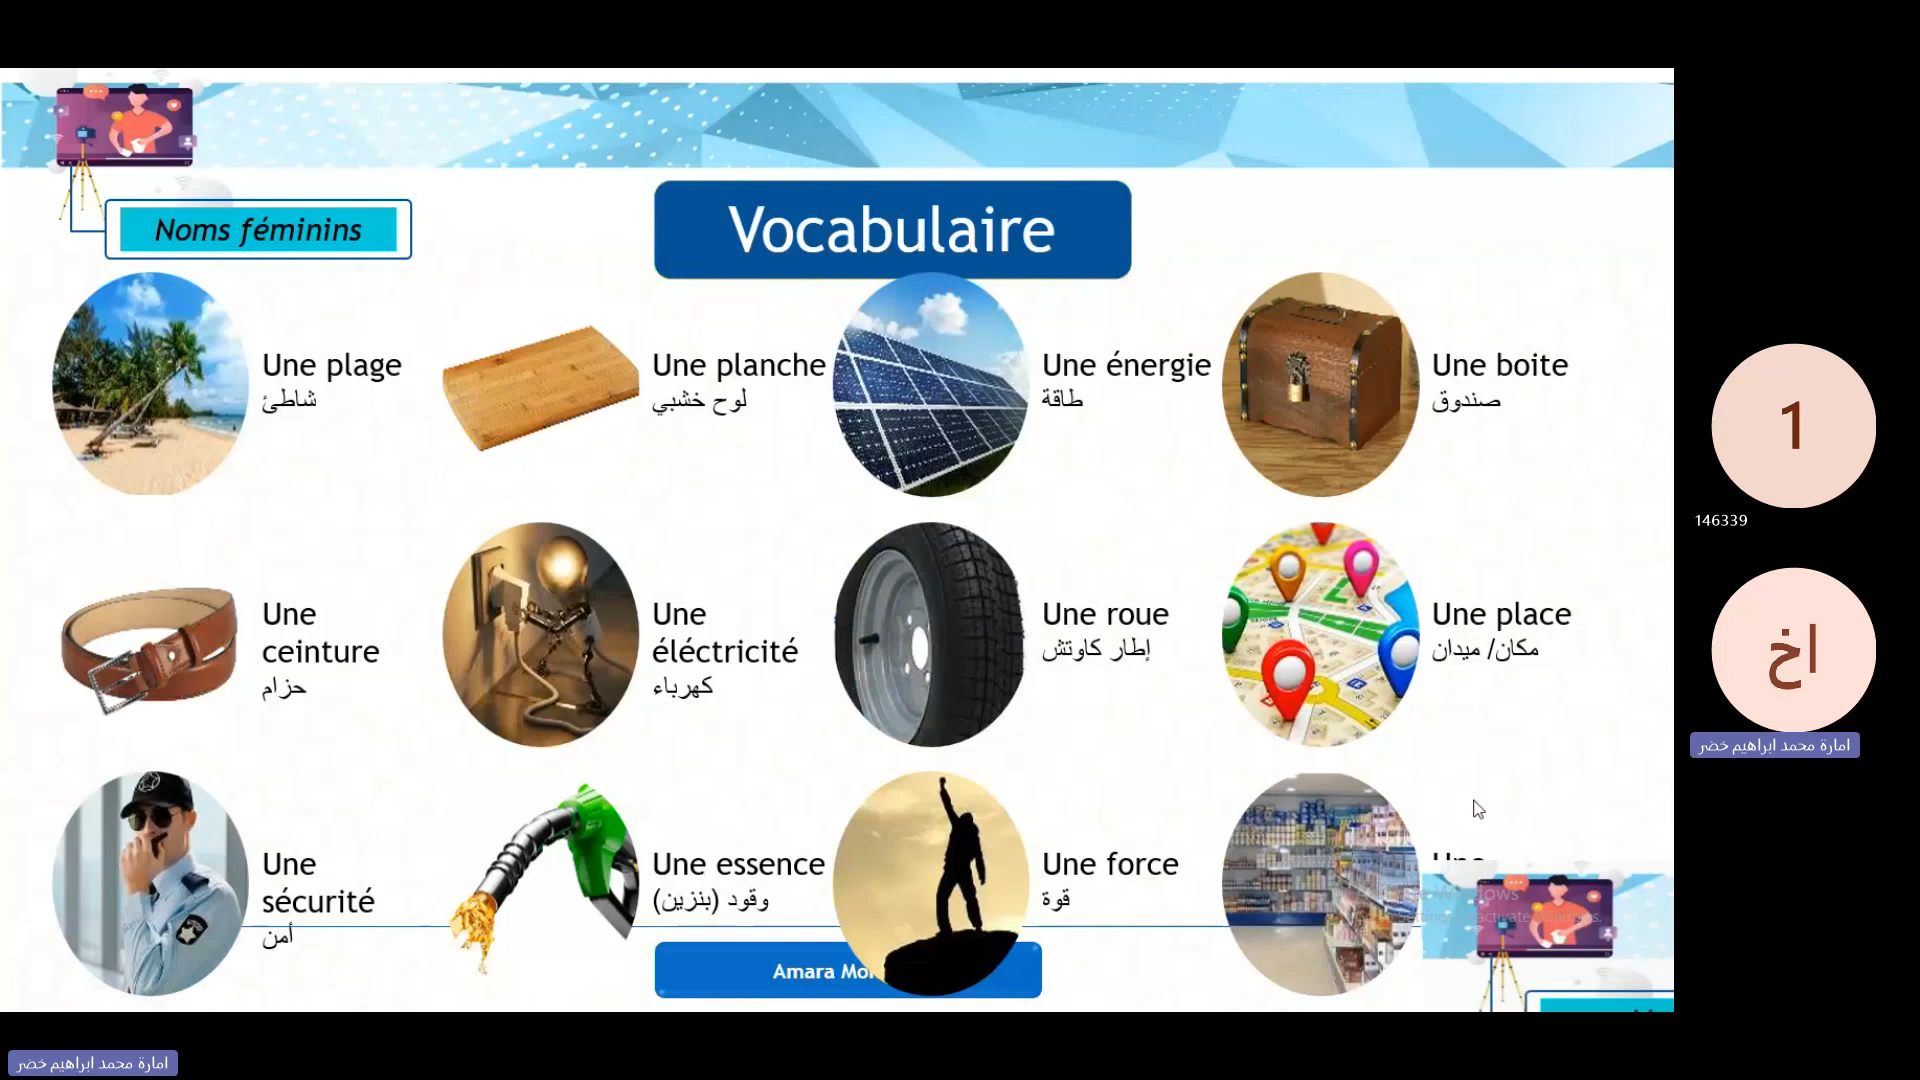 Noms féminins
Vocabulaire
Une plage
شاطئ
Une planche
لوح خشبي
Une énergie
طاقة
Une boite
صندوق
Une
ceinture
حزام
Une
éléctricité
كهرباء
Une roue
إطار كاوتش
Une place
مكان/ ميدان
Une
sécurité
أمن
Une essence
وقود (بنزين)
Une force
قوة
Une
Amara Mo
1
146339
اخ
امارة محمد ابراهيم خضر
امارة محمد ابراهيم خضر